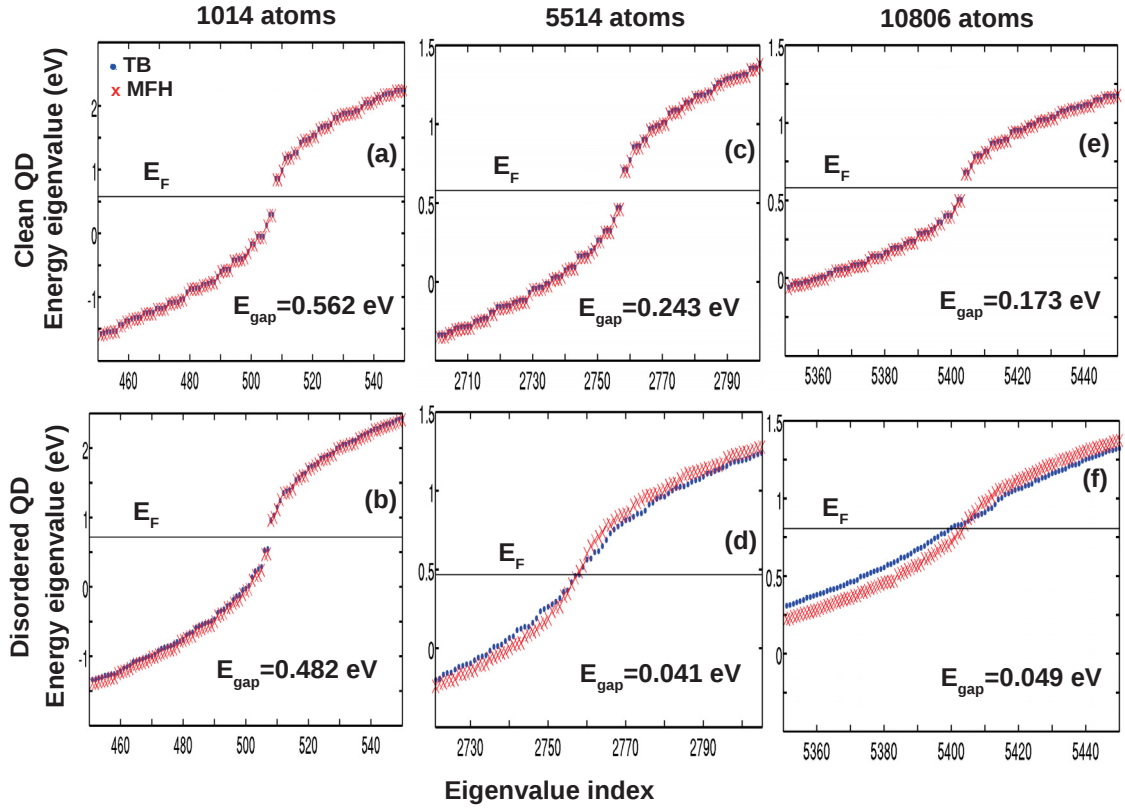 1014 atoms
5514 atoms
10806 atoms
Clean QD
Energy eigenvalue (eV)
TB
x MFH
2
1
0
-1
E_F
(a)
E_gap=0.562 eV
460 480 500 520 540
1.5
1
0.5
0
E_F
(c)
E_gap=0.243 eV
2710 2730 2750 2770 2790
1.5
1
0.5
0
E_F
(e)
E_gap=0.173 eV
5360 5380 5400 5420 5440
Disordered QD
Energy eigenvalue (eV)
2
1
0
-1
E_F
(b)
E_gap=0.482 eV
460 480 500 520 540
1.5
1
0.5
0
E_F
(d)
E_gap=0.041 eV
2730 2750 2770 2790
1.5
1
0.5
0
E_F
(f)
E_gap=0.049 eV
5360 5380 5400 5420 5440
Eigenvalue index